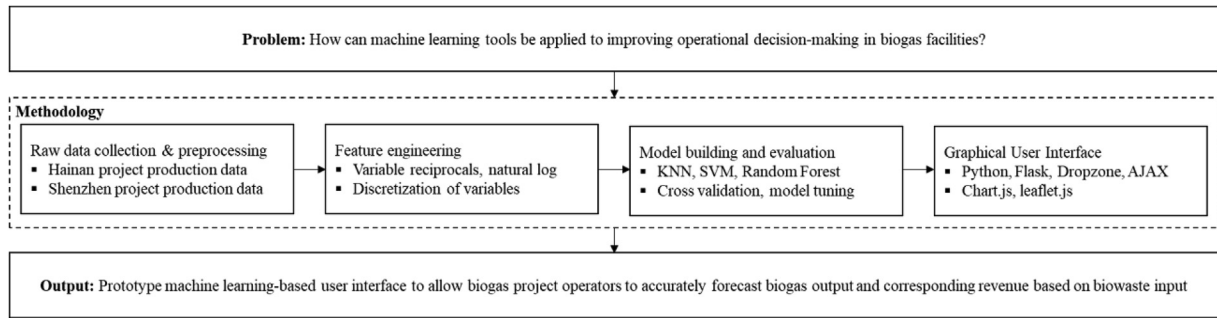 Problem: How can machine learning tools be applied to improving operational decision-making in biogas facilities?
Methodology
Raw data collection & preprocessing
▪ Hainan project production data
▪ Shenzhen project production data
Feature engineering
▪ Variable reciprocals, natural log
▪ Discretization of variables
Model building and evaluation
▪ KNN, SVM, Random Forest
▪ Cross validation, model tuning
Graphical User Interface
▪ Python, Flask, Dropzone, AJAX
▪ Chart.js, leaflet.js
Output: Prototype machine learning-based user interface to allow biogas project operators to accurately forecast biogas output and corresponding revenue based on biowaste input